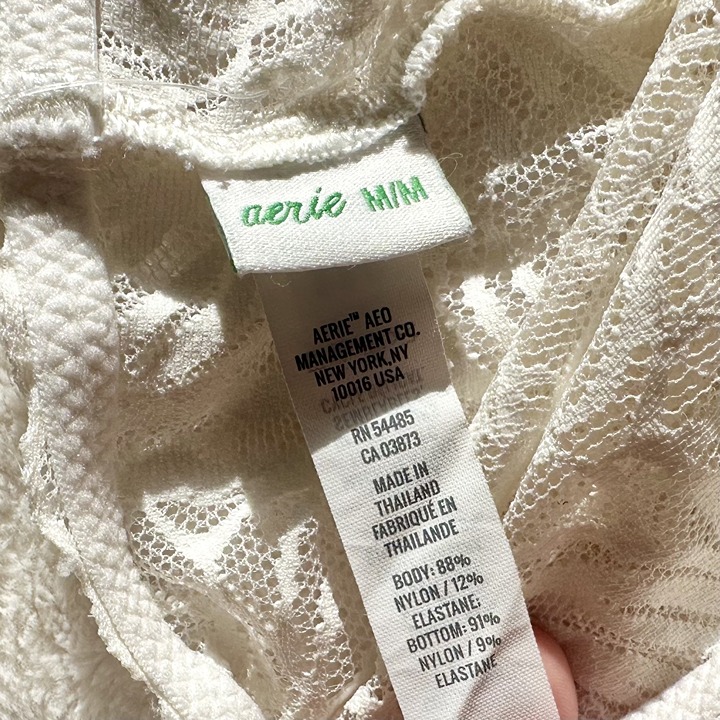 aerie M/M
AERIE™ AEO
MANAGEMENT CO.
NEW YORK,NY
10016 USA
RN 54485
CA 03873
MADE IN
THAILAND
FABRIQUÉ EN
THAILANDE
BODY: 88%
NYLON / 12%
ELASTANE;
BOTTOM: 91%
NYLON / 9%
ELASTANE